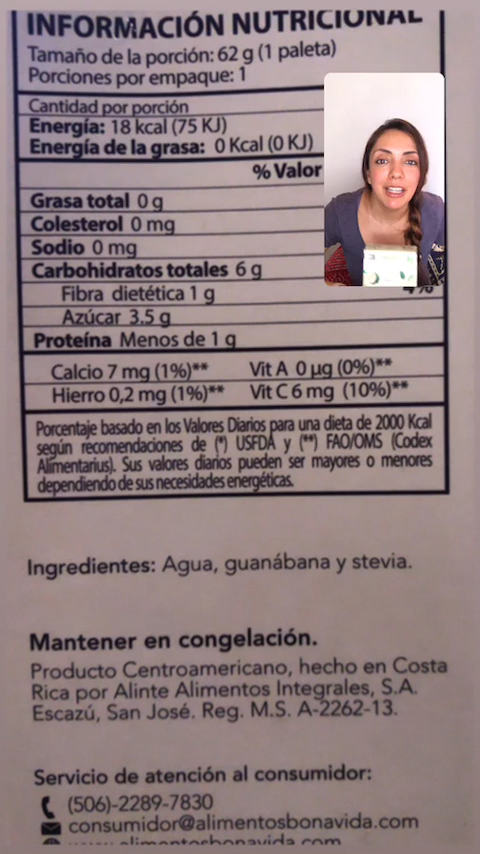 INFORMACIÓN NUTRICIONAL
Tamaño de la porción: 62 g (1 paleta)
Porciones por empaque: 1
Cantidad por porción
Energía: 18 kcal (75 KJ)
Energía de la grasa: 0 Kcal (0 KJ)
% Valor
Grasa total 0 g
Colesterol 0 mg
Sodio 0 mg
Carbohidratos totales 6 g
Fibra dietética 1 g
4%
Azúcar 3.5 g
Proteína Menos de 1 g
Calcio 7 mg (1%)** Vit A 0 µg (0%)**
Hierro 0,2 mg (1%)** Vit C 6 mg (10%)**
Porcentaje basado en los Valores Diarios para una dieta de 2000 Kcal
según recomendaciones de (*) USFDA y (**) FAO/OMS (Codex
Alimentarius). Sus valores diarios pueden ser mayores o menores
dependiendo de sus necesidades energéticas.
Ingredientes: Agua, guanábana y stevia.
Mantener en congelación.
Producto Centroamericano, hecho en Costa
Rica por Alinte Alimentos Integrales, S.A.
Escazú, San José. Reg. M.S. A-2262-13.
Servicio de atención al consumidor:
(506)-2289-7830
consumidor@alimentosbonavida.com
www.alimentosbonavida.com